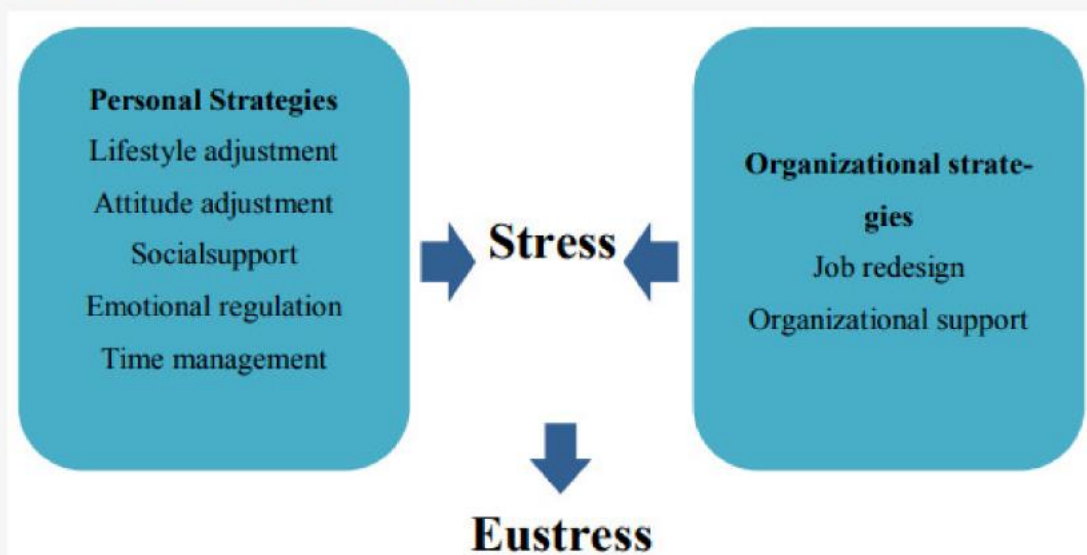 Personal Strategies
Lifestyle adjustment
Attitude adjustment
Socialsupport
Emotional regulation
Time management
Stress
Organizational strate-
gies
Job redesign
Organizational support
Eustress